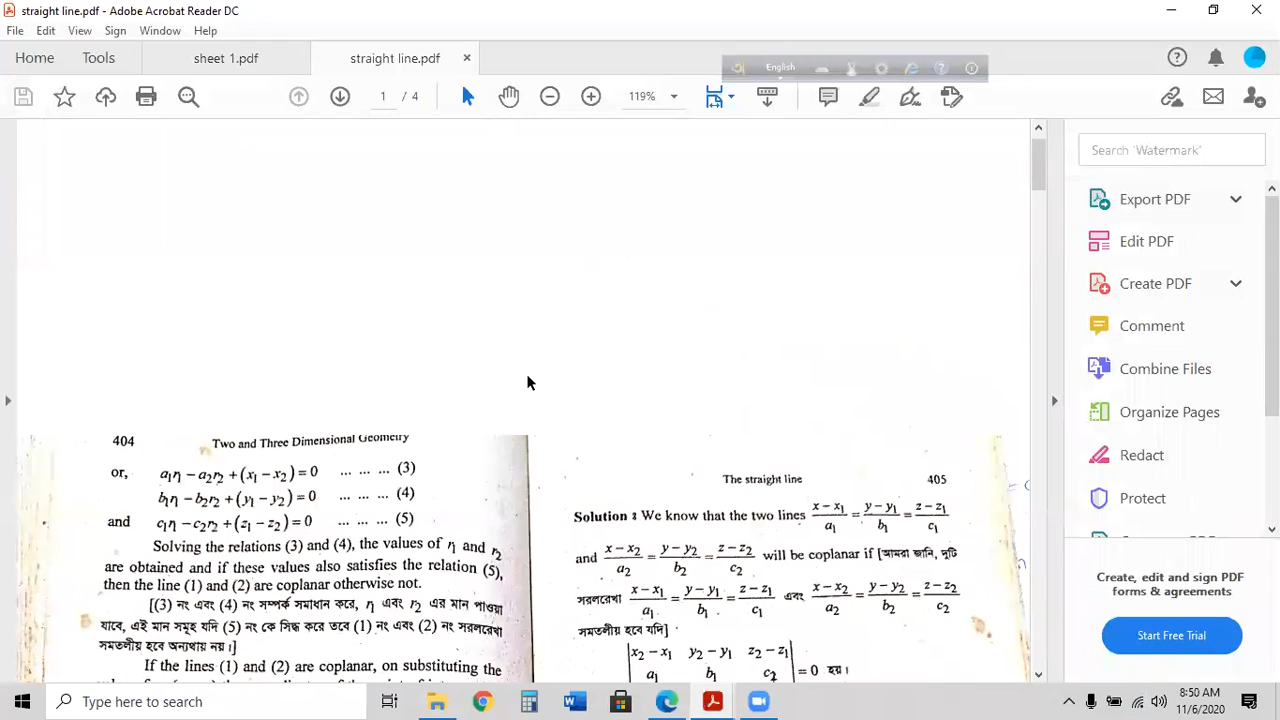 straight line.pdf - Adobe Acrobat Reader DC
File Edit View Sign Window Help
Home Tools sheet 1.pdf straight line.pdf ×
English
1 / 4 119%
Search 'Watermark'
Export PDF
Edit PDF
Create PDF
Comment
Combine Files
Organize Pages
Redact
Protect
Create, edit and sign PDF
forms & agreements
Start Free Trial
404 Two and Three Dimensional Geometry
or, a₁r₁ − a₂r₂ + (x₁ − x₂) = 0 ... ... ... (3)
b₁r₁ − b₂r₂ + (y₁ − y₂) = 0 ... ... ... (4)
and c₁r₁ − c₂r₂ + (z₁ − z₂) = 0 ... ... ... (5)
Solving the relations (3) and (4), the values of r₁ and r₂
are obtained and if these values also satisfies the relation (5),
then the line (1) and (2) are coplanar otherwise not.
[(3) নং এবং (4) নং সম্পর্ক সমাধান করে, r₁ এবং r₂ এর মান পাওয়া
যাবে, এই মান সমূহ যদি (5) নং কে সিদ্ধ করে তবে (1) নং এবং (2) নং সরলরেখা
সমতলীয় হবে অন্যথায় নয়।]
If the lines (1) and (2) are coplanar, on substituting the
The straight line 405
Solution : We know that the two lines (x − x₁)/a₁ = (y − y₁)/b₁ = (z − z₁)/c₁
and (x − x₂)/a₂ = (y − y₂)/b₂ = (z − z₂)/c₂ will be coplanar if [আমরা জানি, দুটি
সরলরেখা (x − x₁)/a₁ = (y − y₁)/b₁ = (z − z₁)/c₁ এবং (x − x₂)/a₂ = (y − y₂)/b₂ = (z − z₂)/c₂
সমতলীয় হবে যদি]
|x₂ − x₁ y₂ − y₁ z₂ − z₁|
|a₁ b₁ c₁| = 0 হয়।
Type here to search
8:50 AM
11/6/2020